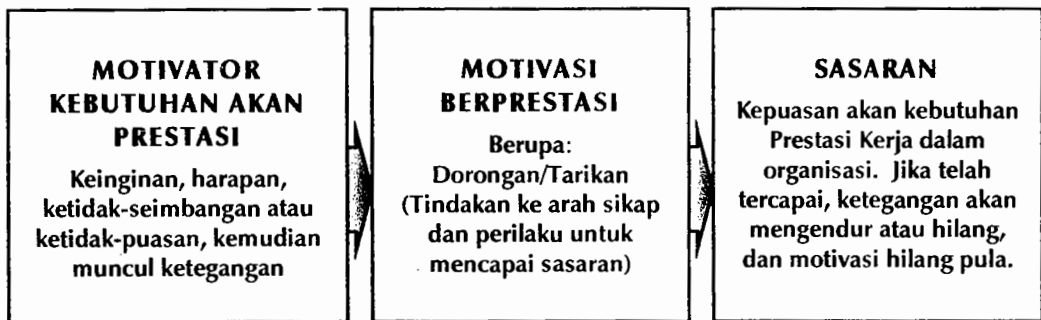 MOTIVATOR
KEBUTUHAN AKAN
PRESTASI
Keinginan, harapan,
ketidak-seimbangan atau
ketidak-puasan, kemudian
muncul ketegangan
MOTIVASI
BERPRESTASI
Berupa:
Dorongan/Tarikan
(Tindakan ke arah sikap
dan perilaku untuk
mencapai sasaran)
SASARAN
Kepuasan akan kebutuhan
Prestasi Kerja dalam
organisasi. Jika telah
tercapai, ketegangan akan
mengendur atau hilang,
dan motivasi hilang pula.